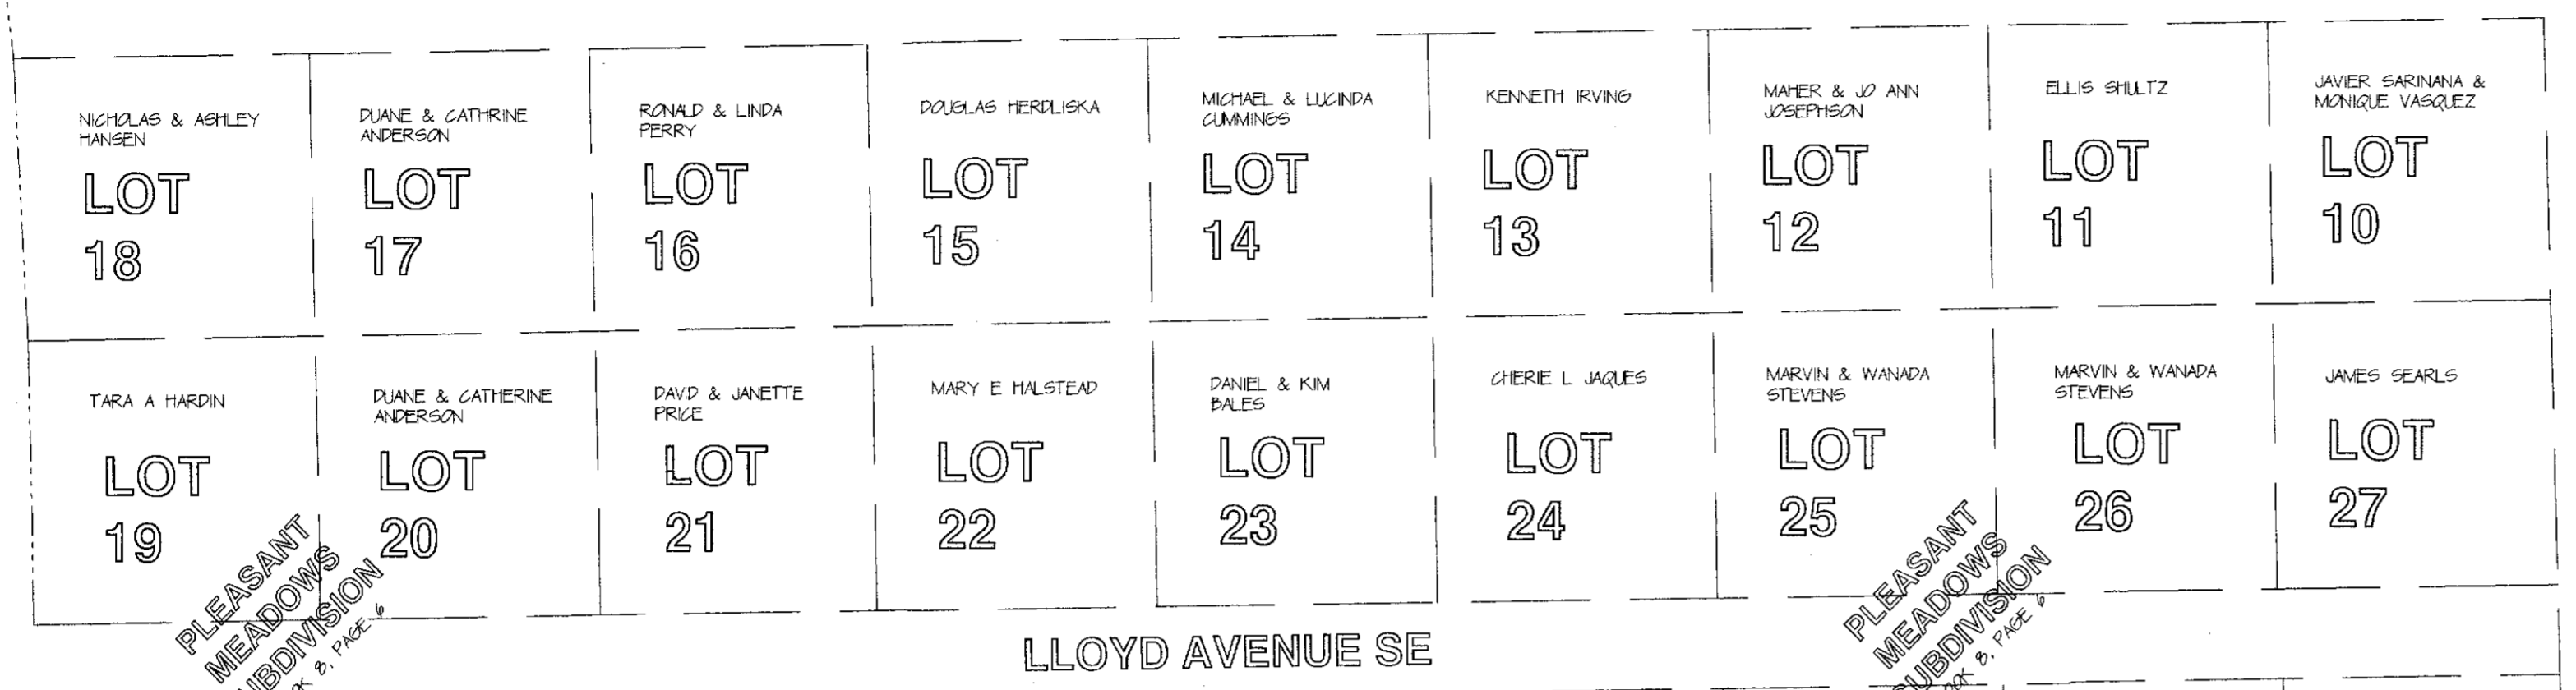 NICHOLAS & ASHLEY
HANSEN
LOT
18
DUANE & CATHRINE
ANDERSON
LOT
17
RONALD & LINDA
PERRY
LOT
16
DOUGLAS HERDLISKA
LOT
15
MICHAEL & LUCINDA
CUMMINGS
LOT
14
KENNETH IRVING
LOT
13
MAHER & JO ANN
JOSEPHSON
LOT
12
ELLIS SHULTZ
LOT
11
JAVIER SARINANA &
MONIQUE VASQUEZ
LOT
10
TARA A HARDIN
LOT
19
DUANE & CATHERINE
ANDERSON
LOT
20
DAVID & JANETTE
PRICE
LOT
21
MARY E HALSTEAD
LOT
22
DANIEL & KIM
BALES
LOT
23
CHERIE L JAQUES
LOT
24
MARVIN & WANADA
STEVENS
LOT
25
MARVIN & WANADA
STEVENS
LOT
26
JAMES SEARLS
LOT
27
PLEASANT
MEADOWS
UBDIVISION
8, PAGE 6
PLEASANT
MEADOWS
SUBDIVISION
8, PAGE 6
LLOYD AVENUE SE